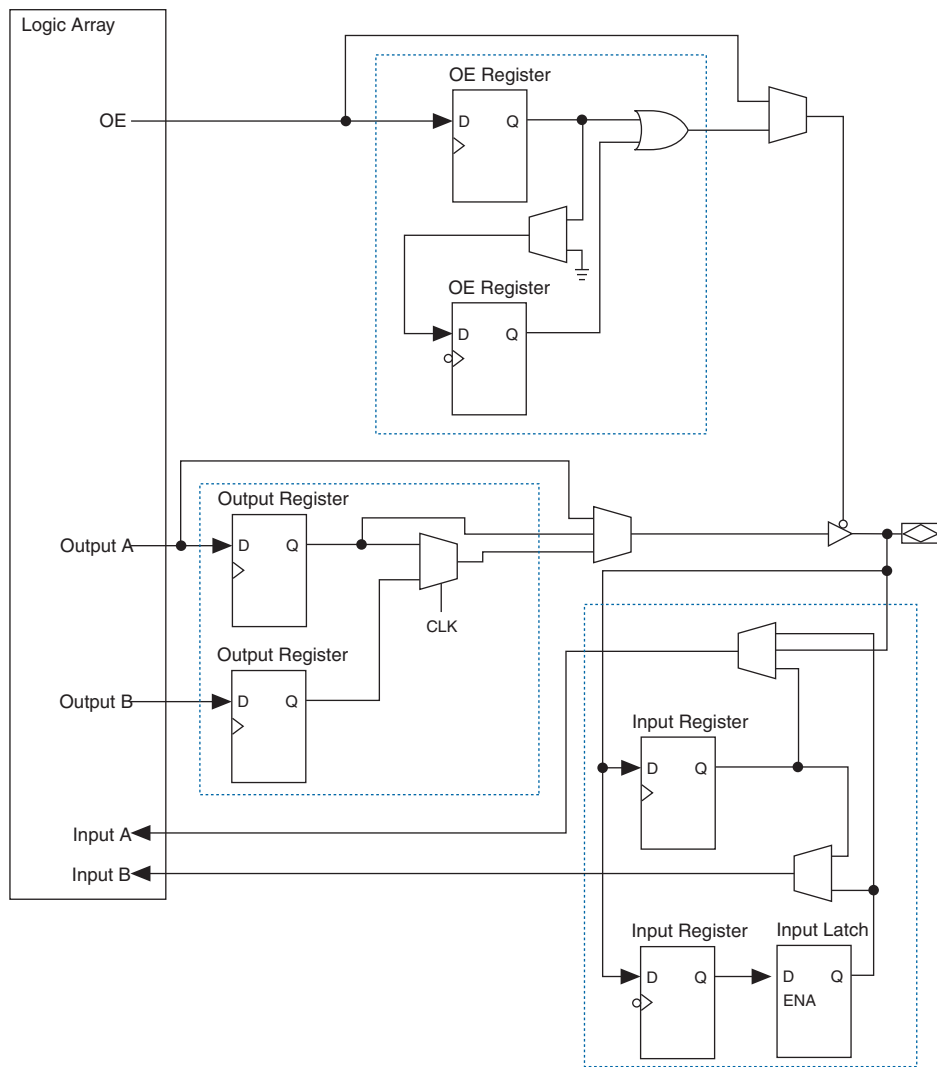 Logic Array
OE Register
OE
D Q
OE Register
D Q
Output Register
Output A
D Q
CLK
Output Register
Output B
D Q
Input Register
D Q
Input A
Input B
Input Register
Input Latch
D Q
D Q
ENA